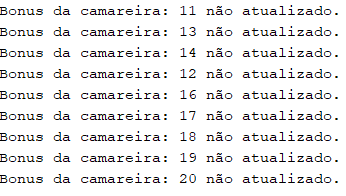 Bonus da camareira: 11 não atualizado.
Bonus da camareira: 13 não atualizado.
Bonus da camareira: 14 não atualizado.
Bonus da camareira: 12 não atualizado.
Bonus da camareira: 16 não atualizado.
Bonus da camareira: 17 não atualizado.
Bonus da camareira: 18 não atualizado.
Bonus da camareira: 19 não atualizado.
Bonus da camareira: 20 não atualizado.